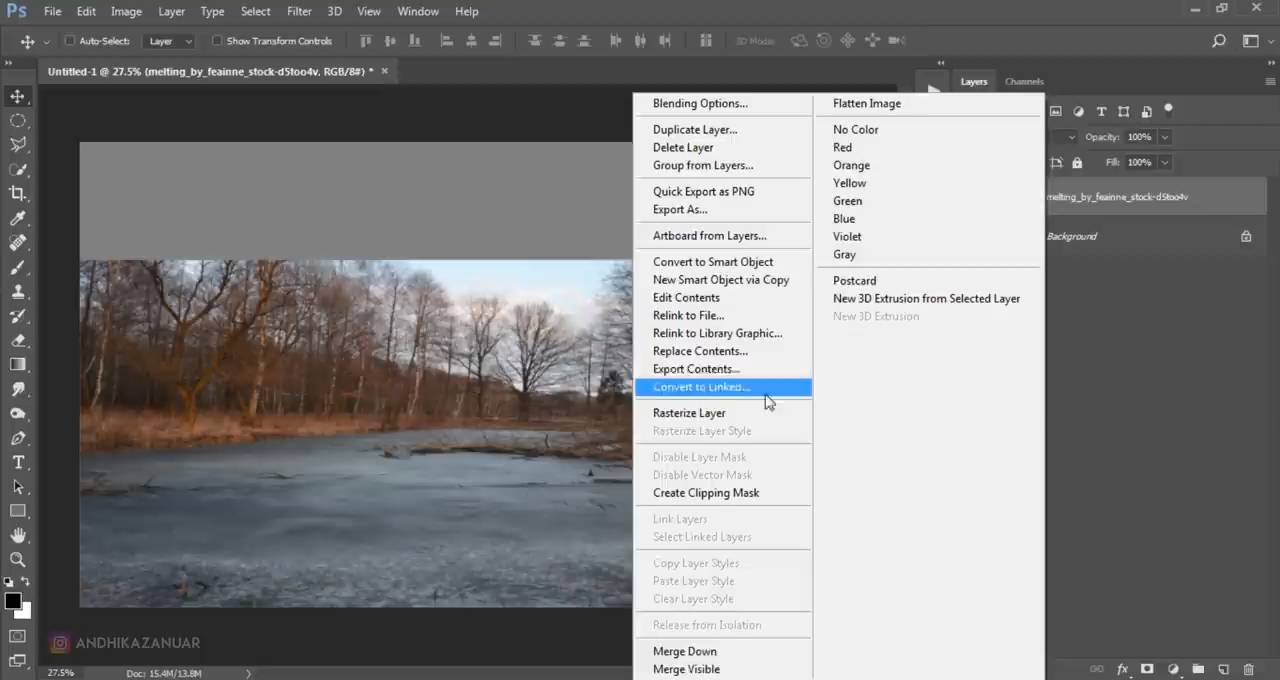 Ps File Edit Image Layer Type Select Filter 3D View Window Help
Auto-Select: Layer Show Transform Controls 3D Mode:
Untitled-1 @ 27.5% (melting_by_feainne_stock-d5too4v, RGB/8#) * ×
Layers Channels
Opacity: 100%
Fill: 100%
melting_by_feainne_stock-d5too4v
Background
Blending Options...
Duplicate Layer...
Delete Layer
Group from Layers...
Quick Export as PNG
Export As...
Artboard from Layers...
Convert to Smart Object
New Smart Object via Copy
Edit Contents
Relink to File...
Relink to Library Graphic...
Replace Contents...
Export Contents...
Convert to Linked...
Rasterize Layer
Rasterize Layer Style
Disable Layer Mask
Disable Vector Mask
Create Clipping Mask
Link Layers
Select Linked Layers
Copy Layer Styles
Paste Layer Style
Clear Layer Style
Release from Isolation
Merge Down
Merge Visible
Flatten Image
No Color
Red
Orange
Yellow
Green
Blue
Violet
Gray
Postcard
New 3D Extrusion from Selected Layer
New 3D Extrusion
ANDHIKAZANUAR
27.5% Doc: 15.4M/13.8M
fx